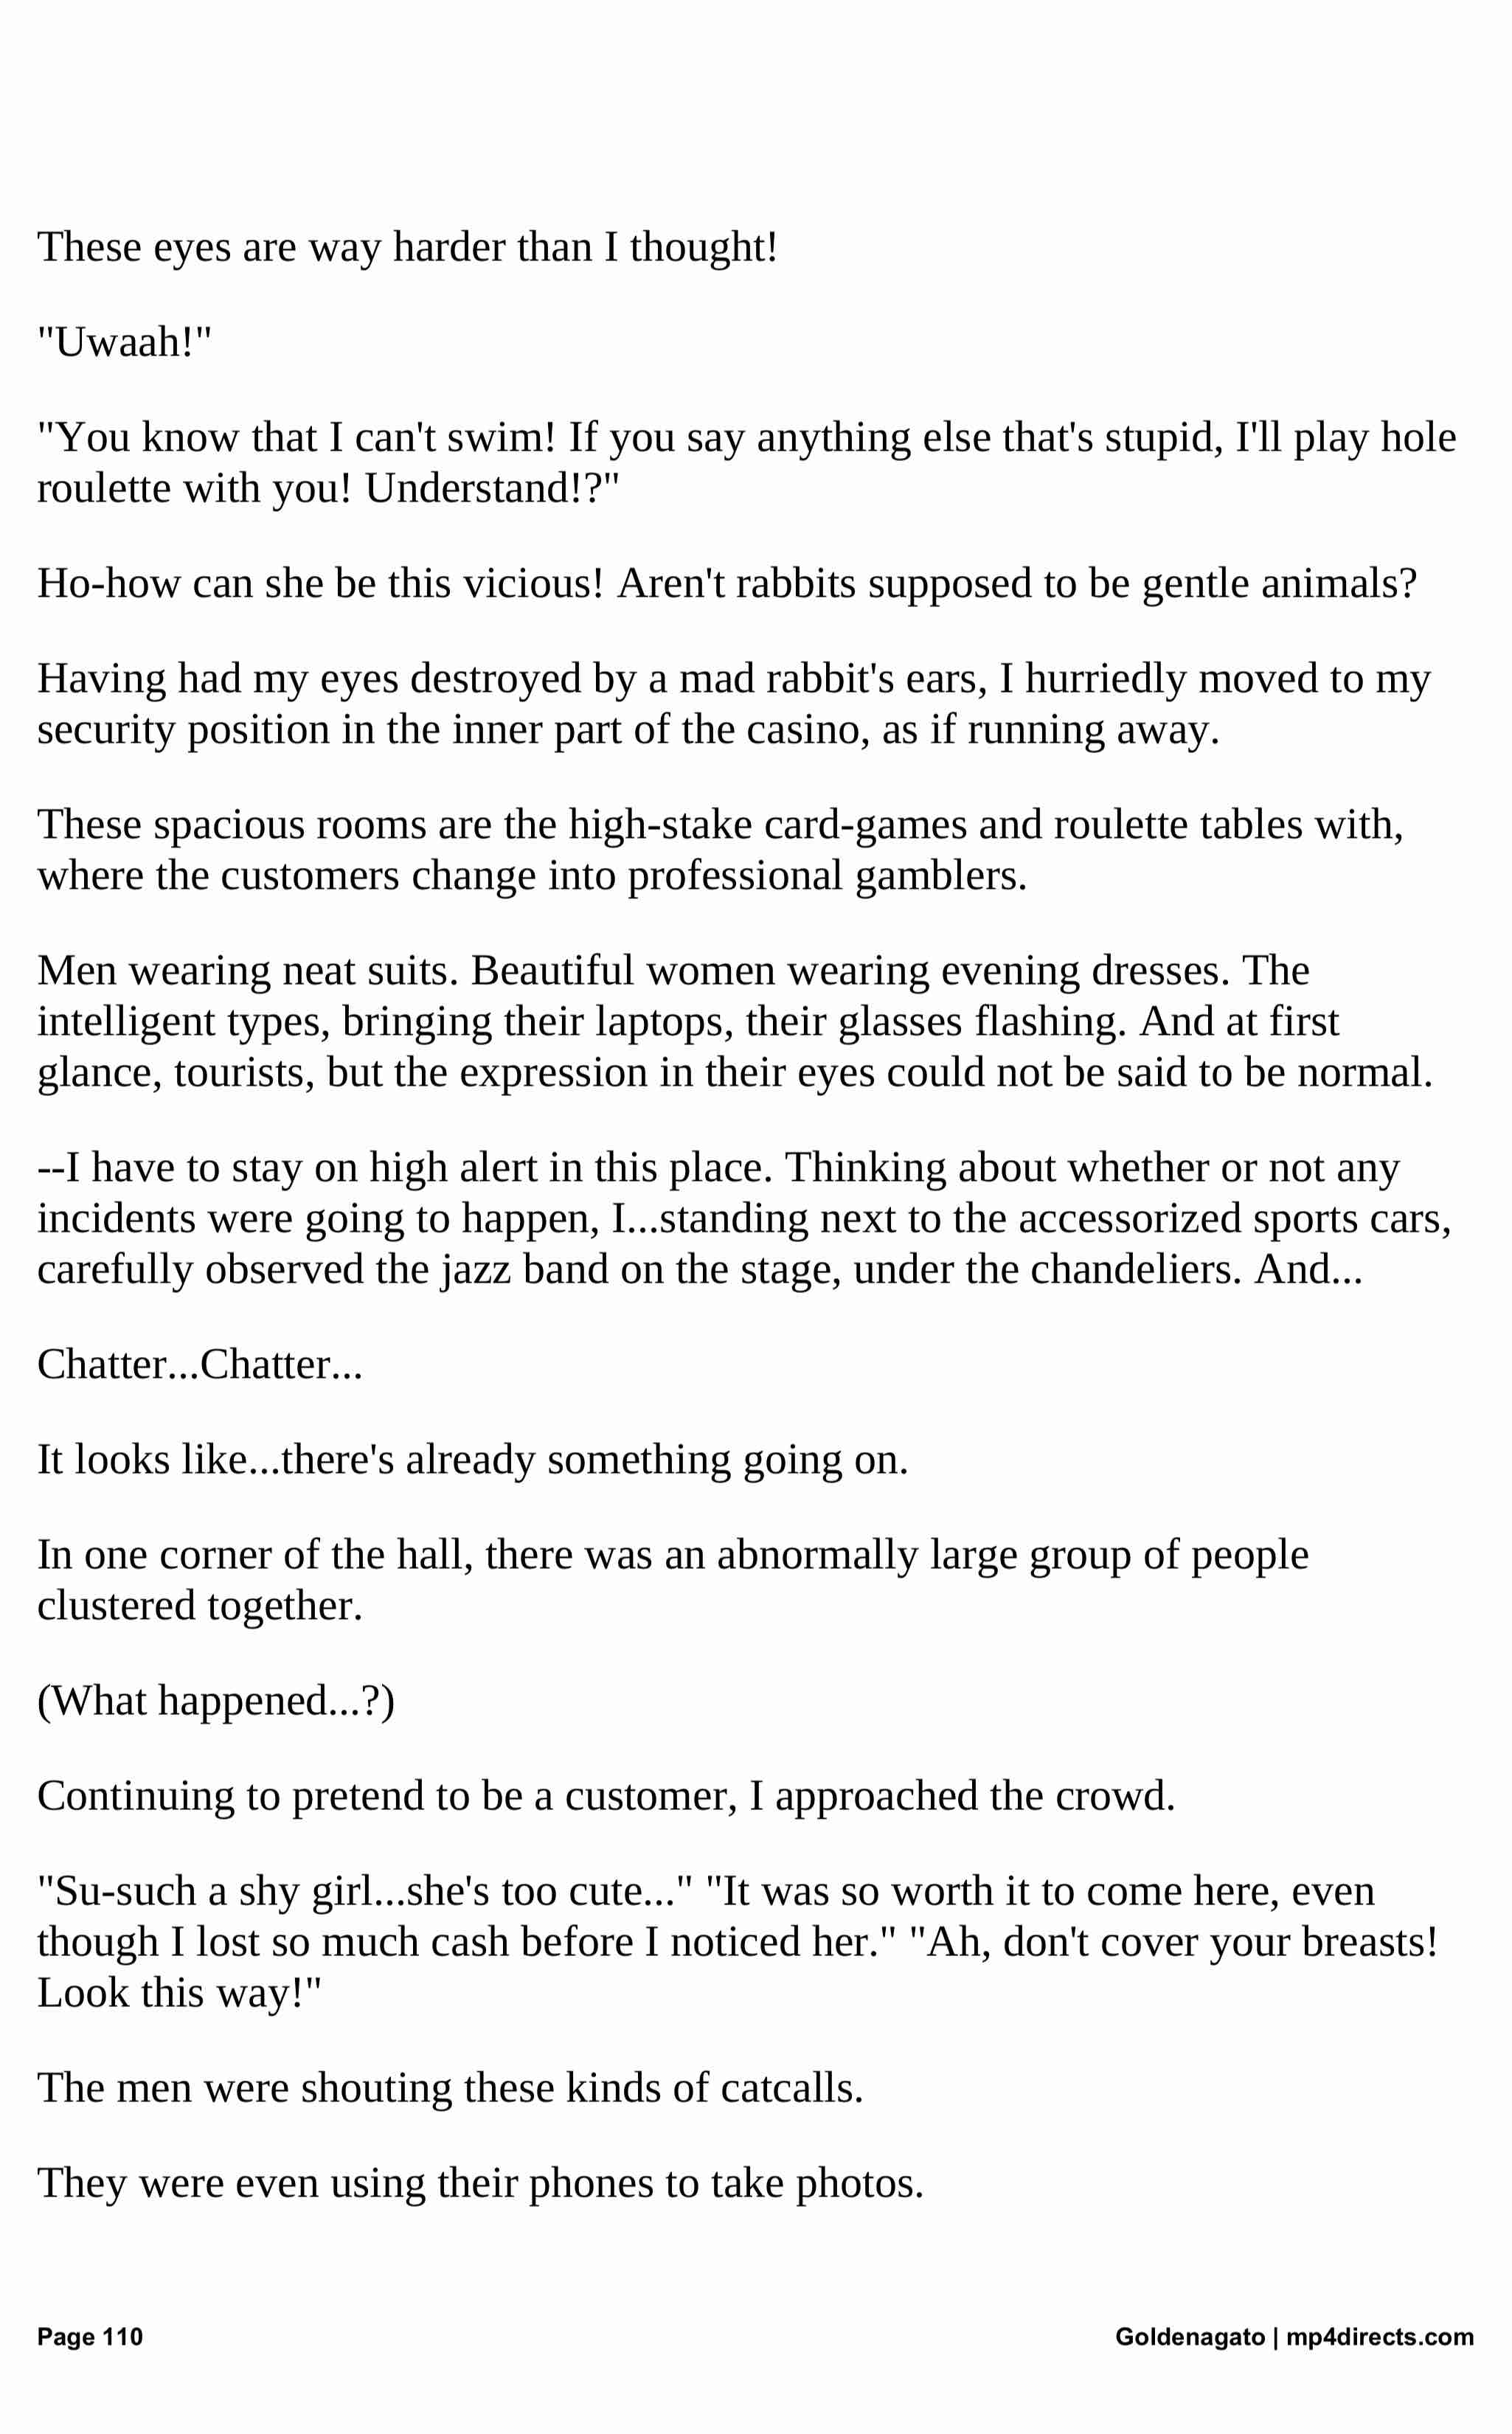 These eyes are way harder than I thought!
"Uwaah!"
"You know that I can't swim! If you say anything else that's stupid, I'll play hole
roulette with you! Understand!?"
Ho-how can she be this vicious! Aren't rabbits supposed to be gentle animals?
Having had my eyes destroyed by a mad rabbit's ears, I hurriedly moved to my
security position in the inner part of the casino, as if running away.
These spacious rooms are the high-stake card-games and roulette tables with,
where the customers change into professional gamblers.
Men wearing neat suits. Beautiful women wearing evening dresses. The
intelligent types, bringing their laptops, their glasses flashing. And at first
glance, tourists, but the expression in their eyes could not be said to be normal.
--I have to stay on high alert in this place. Thinking about whether or not any
incidents were going to happen, I...standing next to the accessorized sports cars,
carefully observed the jazz band on the stage, under the chandeliers. And...
Chatter...Chatter...
It looks like...there's already something going on.
In one corner of the hall, there was an abnormally large group of people
clustered together.
(What happened...?)
Continuing to pretend to be a customer, I approached the crowd.
"Su-such a shy girl...she's too cute..." "It was so worth it to come here, even
though I lost so much cash before I noticed her." "Ah, don't cover your breasts!
Look this way!"
The men were shouting these kinds of catcalls.
They were even using their phones to take photos.
Page 110
Goldenagato | mp4directs.com